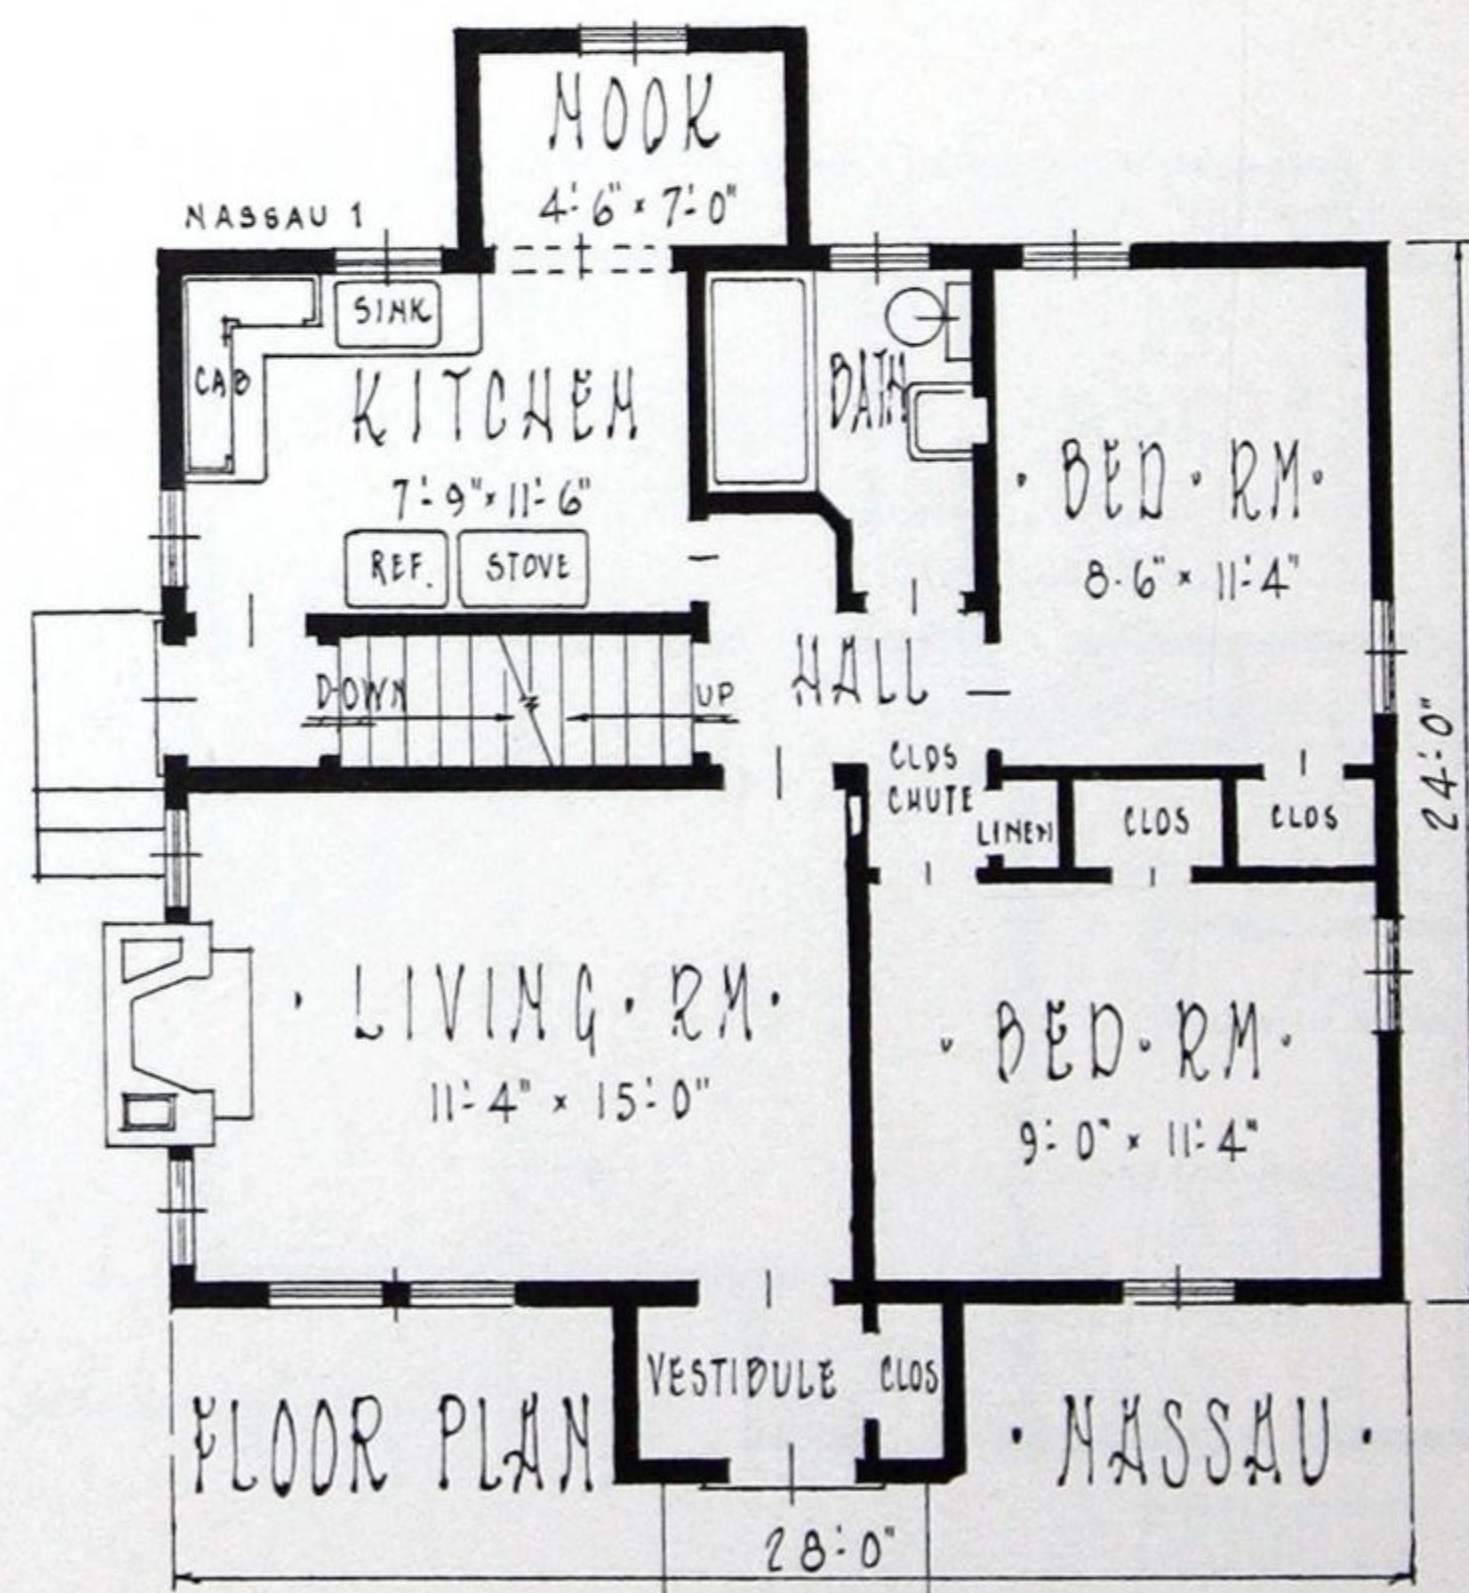 NOOK
4'-6" x 7'-0"
NASSAU 1
SINK
CAB
KITCHEN
7'-9" x 11'-6"
REF.
STOVE
BATH
BED RM
8-6" x 11'-4"
DOWN
UP
HALL
CLOS
CHUTE
LINEN
CLOS
CLOS
24'-0"
LIVING RM
11'-4" x 15'-0"
BED RM
9'-0" x 11'-4"
VESTIBULE
CLOS
FLOOR PLAN
NASSAU
28'-0"